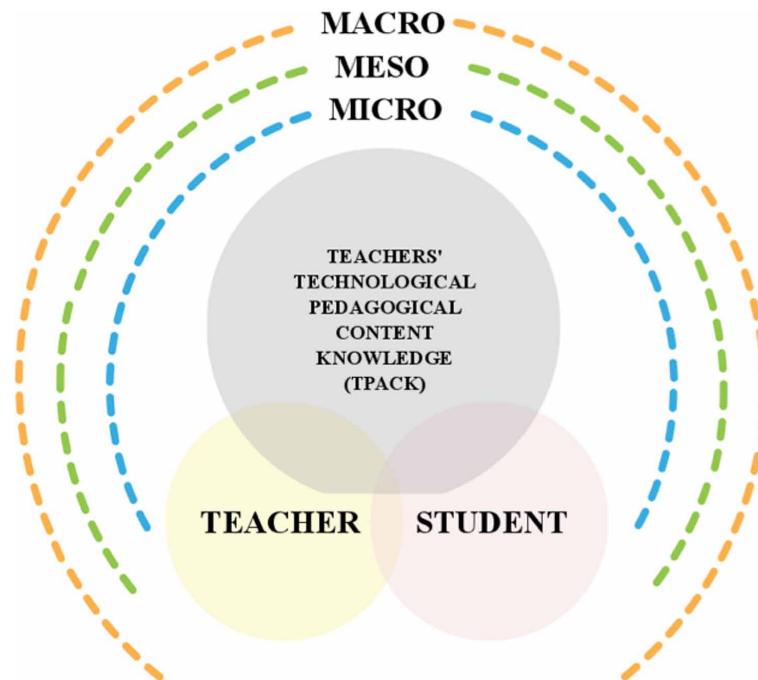 MACRO
MESO
MICRO
TEACHERS'
TECHNOLOGICAL
PEDAGOGICAL
CONTENT
KNOWLEDGE
(TPACK)
TEACHER
STUDENT